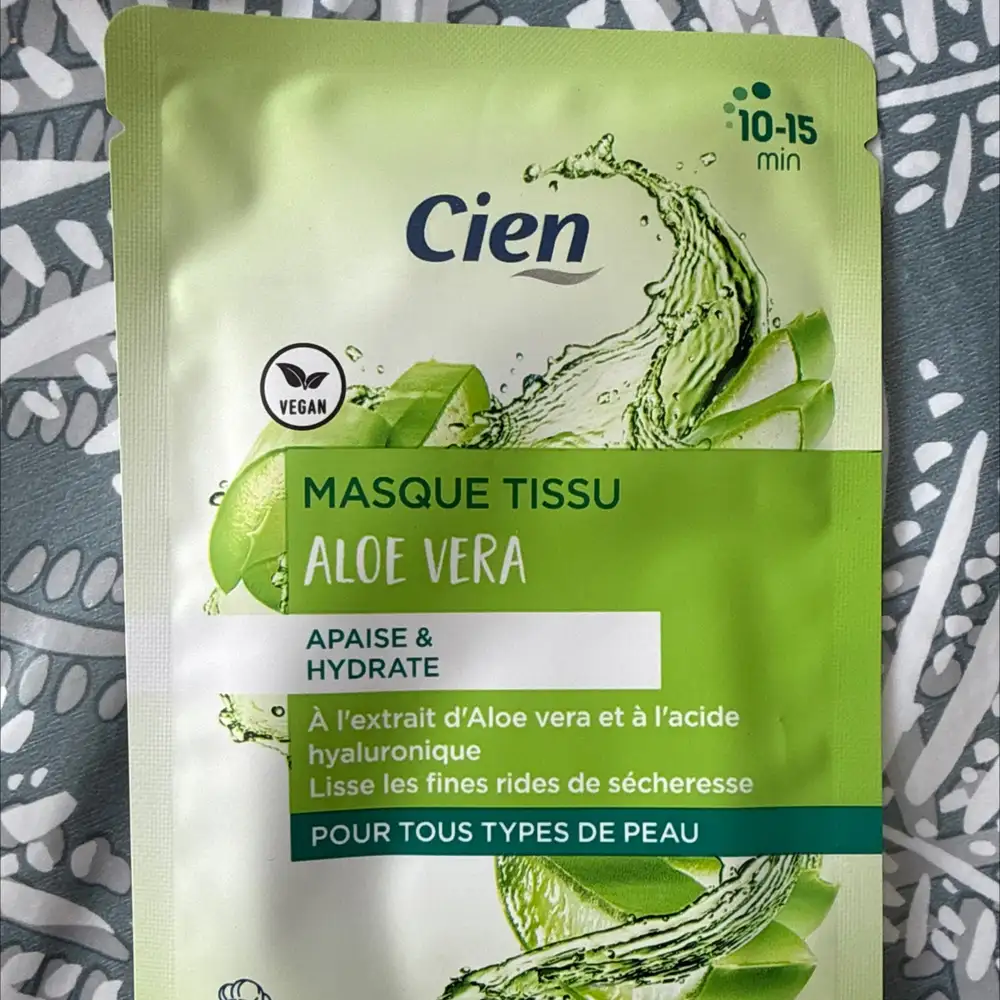 10-15
min
Cien
VEGAN
MASQUE TISSU
ALOE VERA
APAISE &
HYDRATE
À l'extrait d'Aloe vera et à l'acide
hyaluronique
Lisse les fines rides de sécheresse
POUR TOUS TYPES DE PEAU